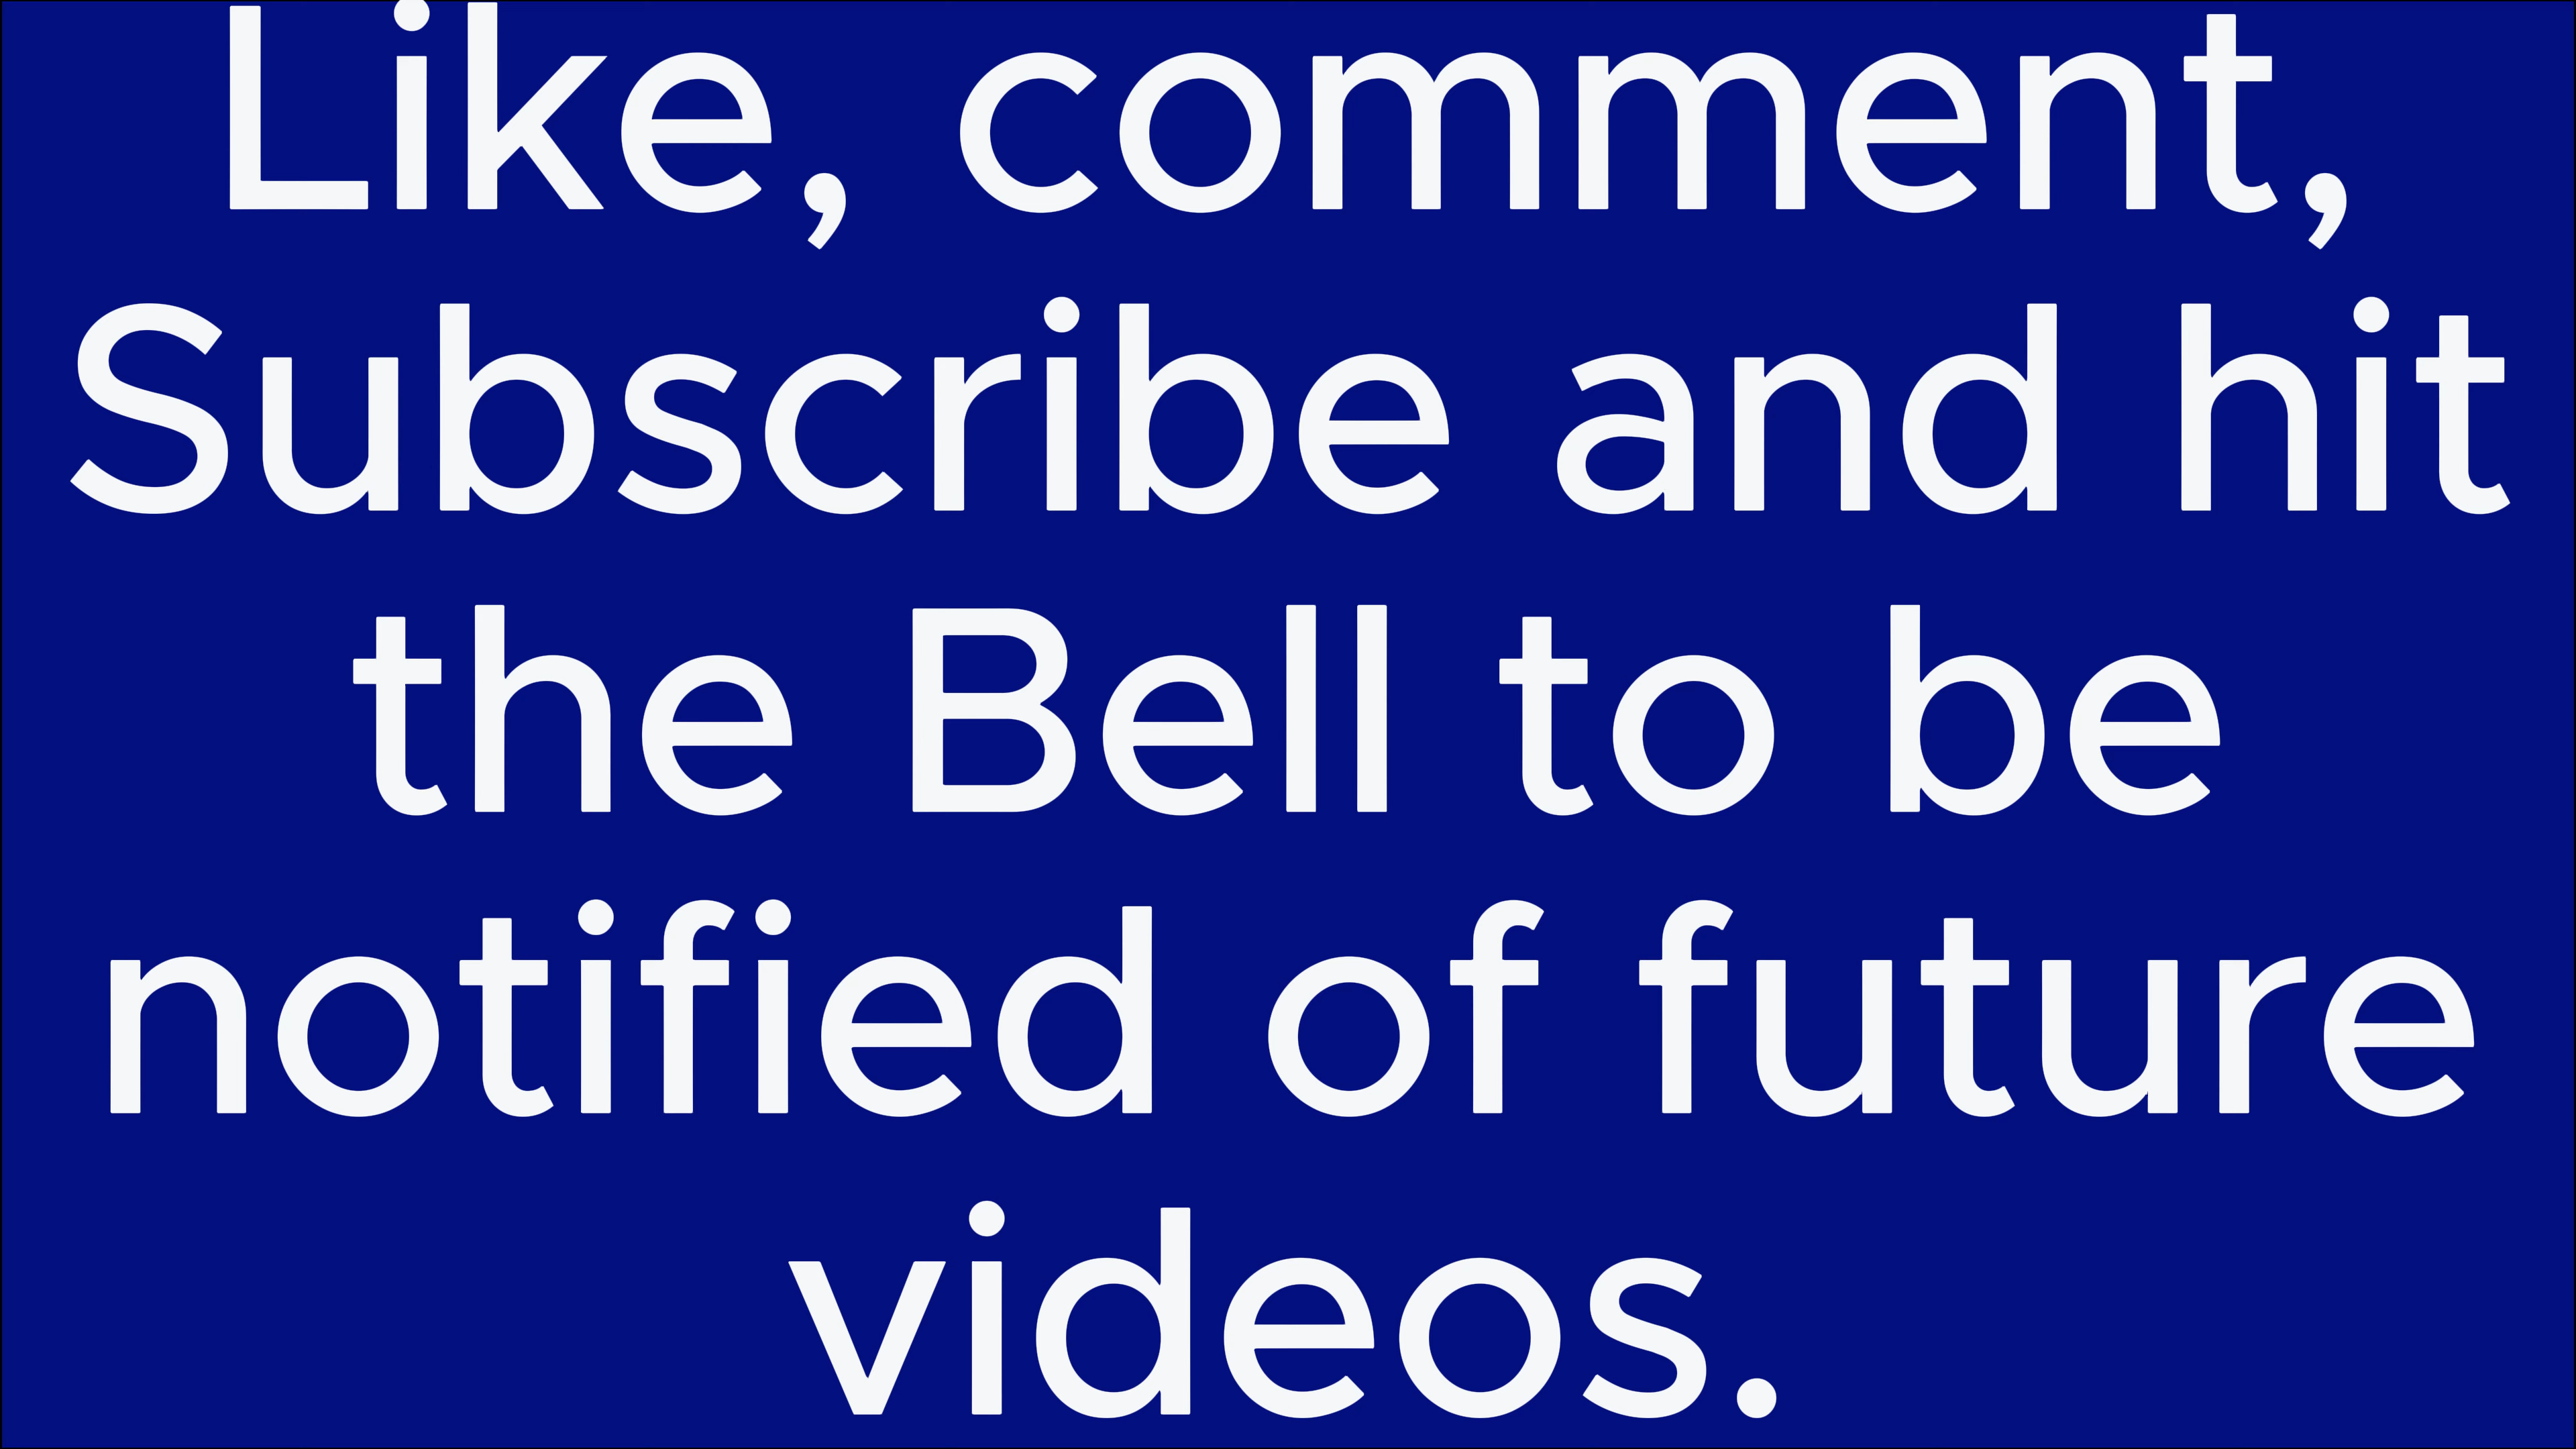 Like, comment,
Subscribe and hit
the Bell to be
notified of future
videos.